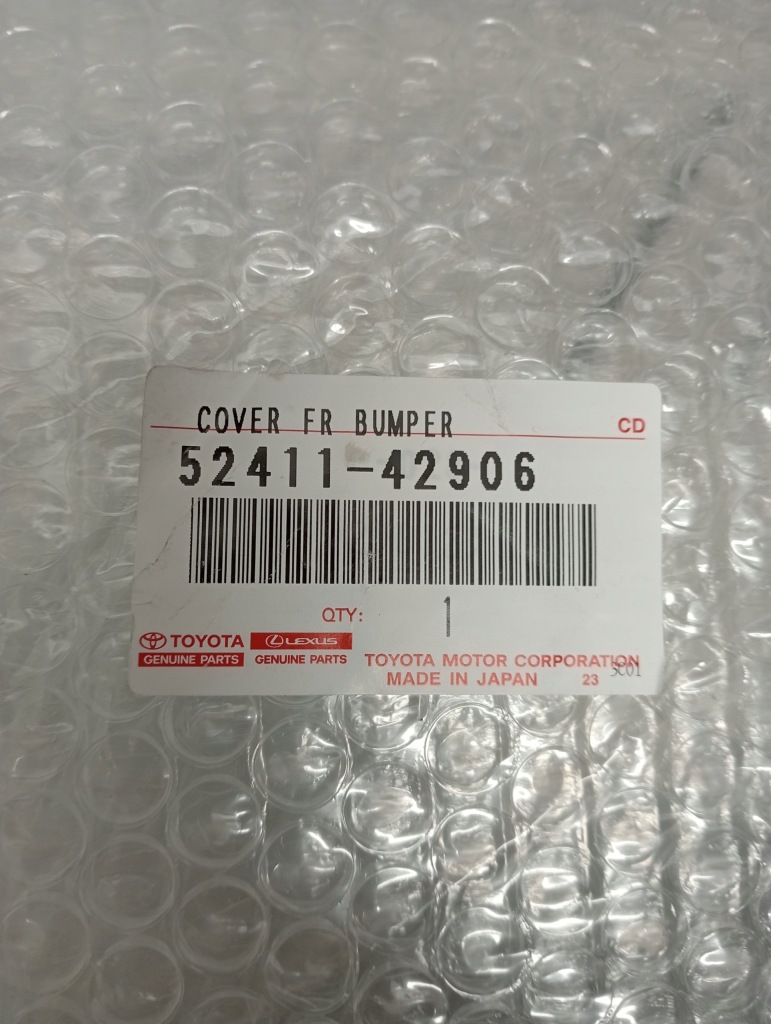 COVER FR BUMPER
CD
52411-42906
QTY: 1
TOYOTA
GENUINE PARTS
LEXUS
GENUINE PARTS
TOYOTA MOTOR CORPORATION
MADE IN JAPAN 23 SC01